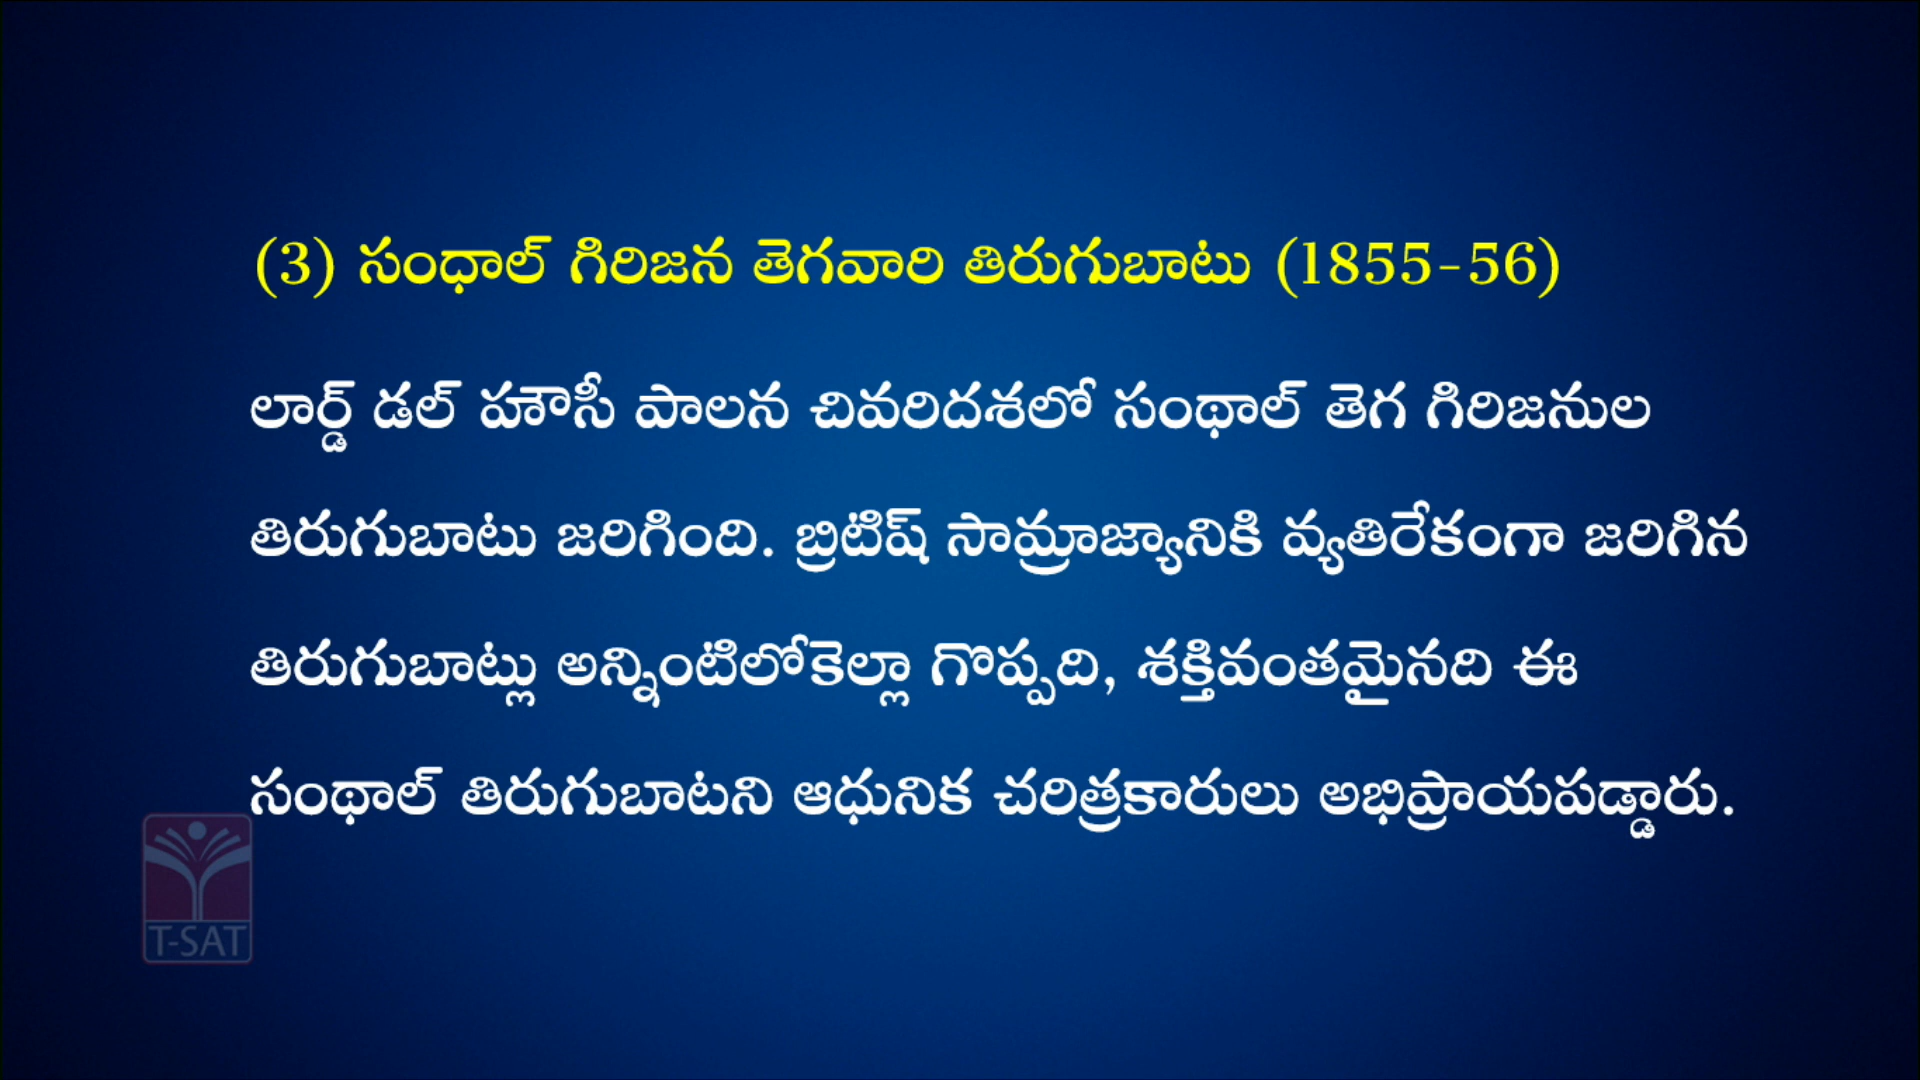 (3) సంధాల్ గిరిజన తెగవారి తిరుగుబాటు (1855-56)
లార్డ్ డల్ హౌసీ పాలన చివరిదశలో సంథాల్ తెగ గిరిజనుల
తిరుగుబాటు జరిగింది. బ్రిటిష్ సామ్రాజ్యానికి వ్యతిరేకంగా జరిగిన
తిరుగుబాట్లు అన్నింటిలోకెల్లా గొప్పది, శక్తివంతమైనది ఈ
సంథాల్ తిరుగుబాటని ఆధునిక చరిత్రకారులు అభిప్రాయపడ్డారు.
T-SAT